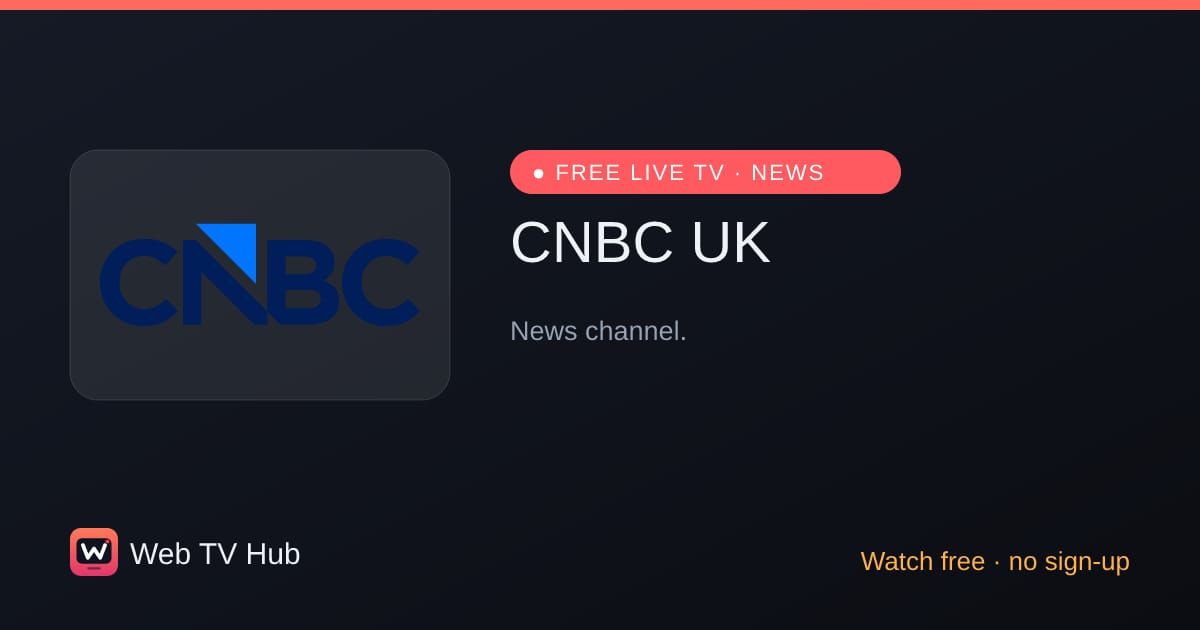 FREE LIVE TV · NEWS
CNBC
CNBC UK
News channel.
W
Web TV Hub
Watch free · no sign-up